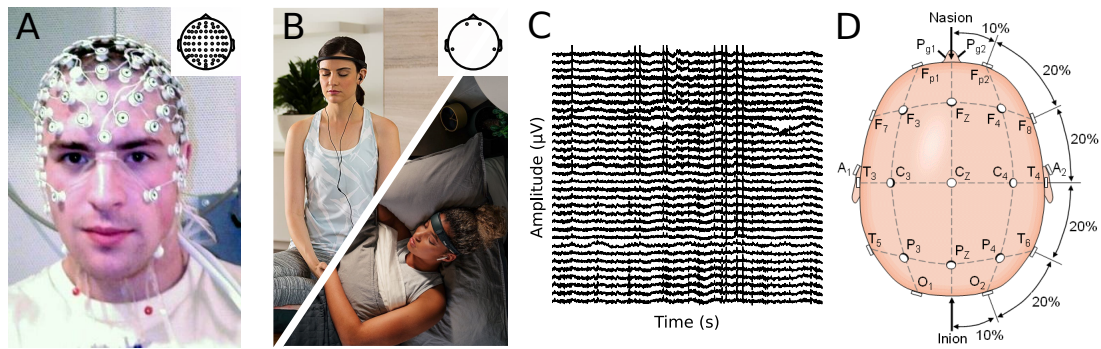 A
B
C
Amplitude (µV)
Time (s)
D
Nasion
10%
Pg1
Pg2
20%
Fp1
Fp2
F7
F3
FZ
F4
F8
20%
A1
T3
C3
CZ
C4
T4
A2
20%
T5
P3
PZ
P4
T6
O1
O2
20%
Inion
10%